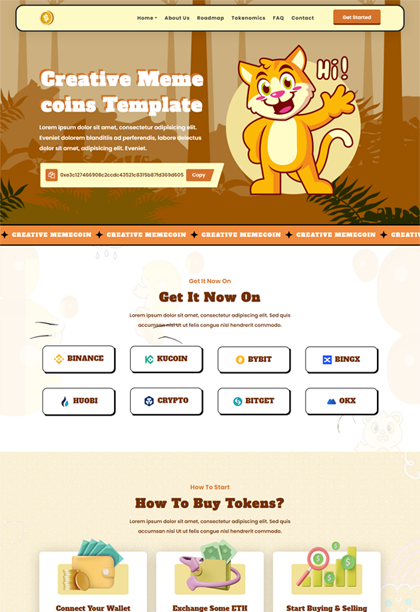 Home About Us Roadmap Tokenomics FAQ Contact Get Started
Creative Meme
coins Template
Hi!
Lorem ipsum dolor sit amet, consectetur adipisicing elit.
Eveniet dolorem blanditiis ad perferendis, labore delectus
dolor sit amet, adipisicing elit. Eveniet.
0xe3c127466908c2ccdc4352fc8315b87fd369d605 Copy
CREATIVE MEMECOIN CREATIVE MEMECOIN CREATIVE MEMECOIN CREATIVE MEMECOIN
Get It Now On
Get It Now On
Lorem ipsum dolor sit amet, consectetur adipiscing elit. Sed quis
accumsan nisi Ut ut felis congue nisl hendrerit commodo.
BINANCE KUCOIN BYBIT BINGX
HUOBI CRYPTO BITGET OKX
How To Start
How To Buy Tokens?
Lorem ipsum dolor sit amet, consectetur adipiscing elit. Sed quis
accumsan nisi Ut ut felis congue nisl hendrerit commodo.
Connect Your Wallet Exchange Some ETH Start Buying & Selling